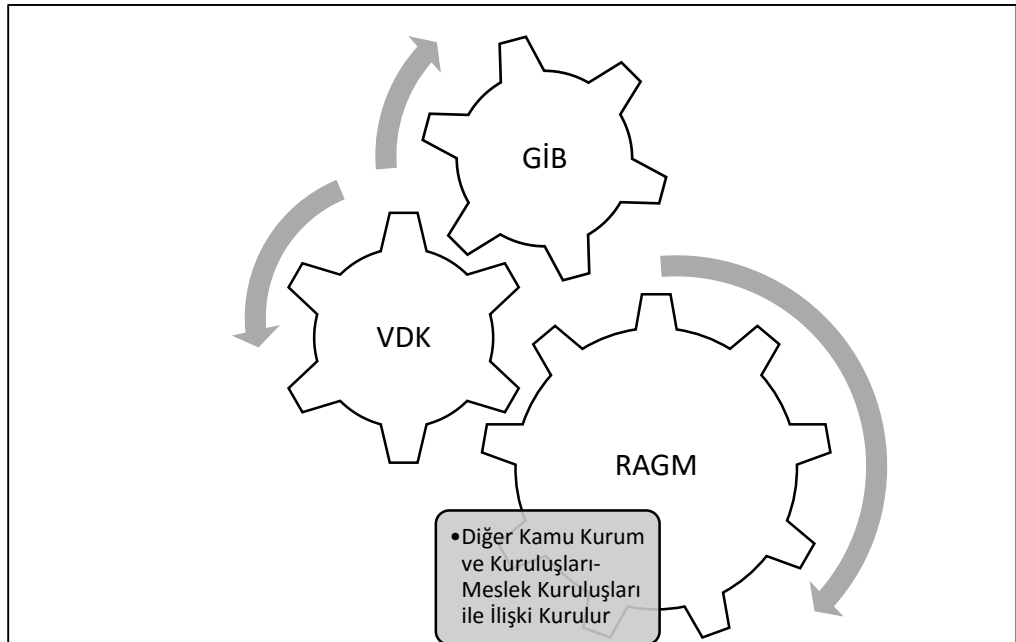 GİB
VDK
RAGM
•Diğer Kamu Kurum
ve Kuruluşları-
Meslek Kuruluşları
ile İlişki Kurulur